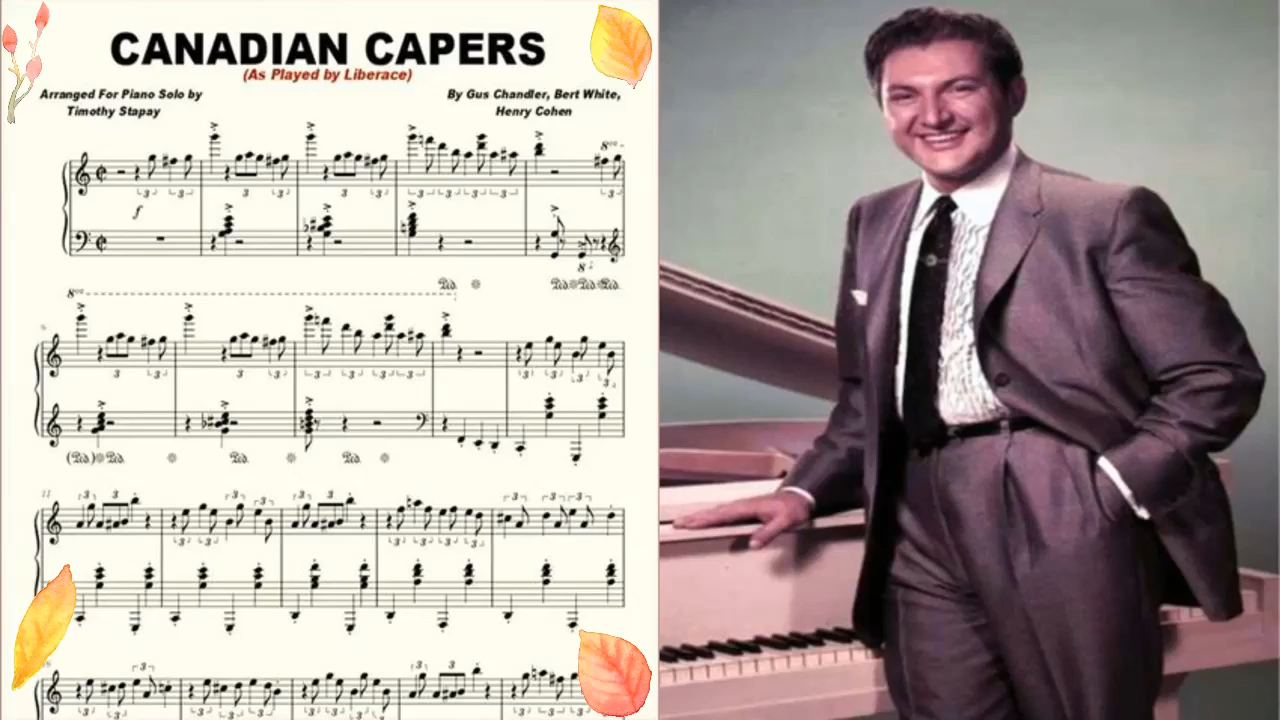 CANADIAN CAPERS
(As Played by Liberace)
Arranged For Piano Solo by
Timothy Stapay
By Gus Chandler, Bert White,
Henry Cohen